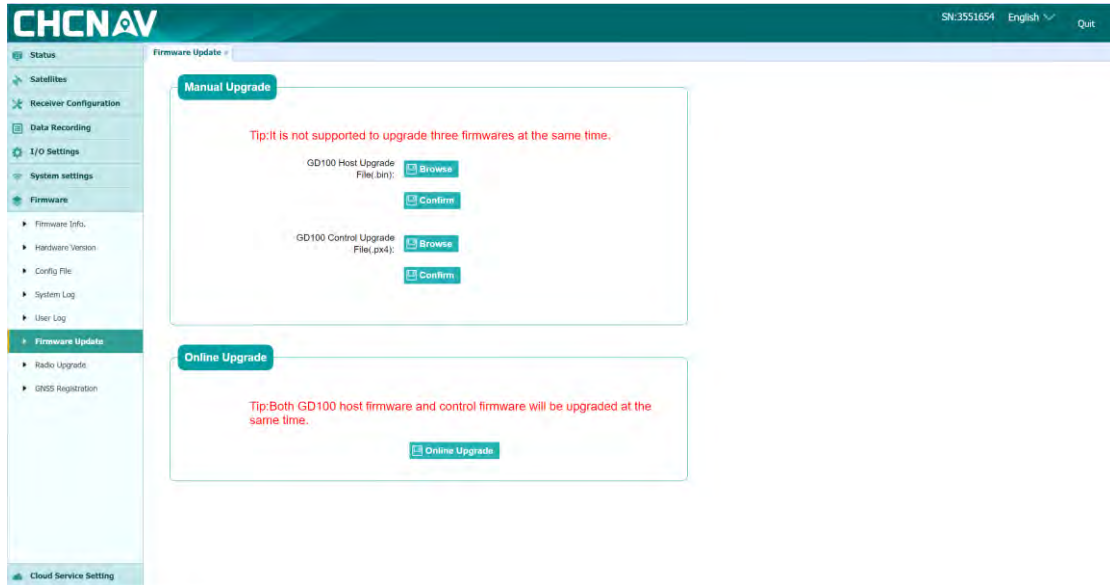 CHCNAV
SN:3551654 English Quit
Status
Satellites
Receiver Configuration
Data Recording
I/O Settings
System settings
Firmware
Firmware Info.
Hardware Version
Config File
System Log
User Log
Firmware Update
Radio Upgrade
GNSS Registration
Cloud Service Setting
Firmware Update
Manual Upgrade
Tip:It is not supported to upgrade three firmwares at the same time.
GD100 Host Upgrade
File(.bin):
Browse
Confirm
GD100 Control Upgrade
File(.px4):
Browse
Confirm
Online Upgrade
Tip:Both GD100 host firmware and control firmware will be upgraded at the
same time.
Online Upgrade